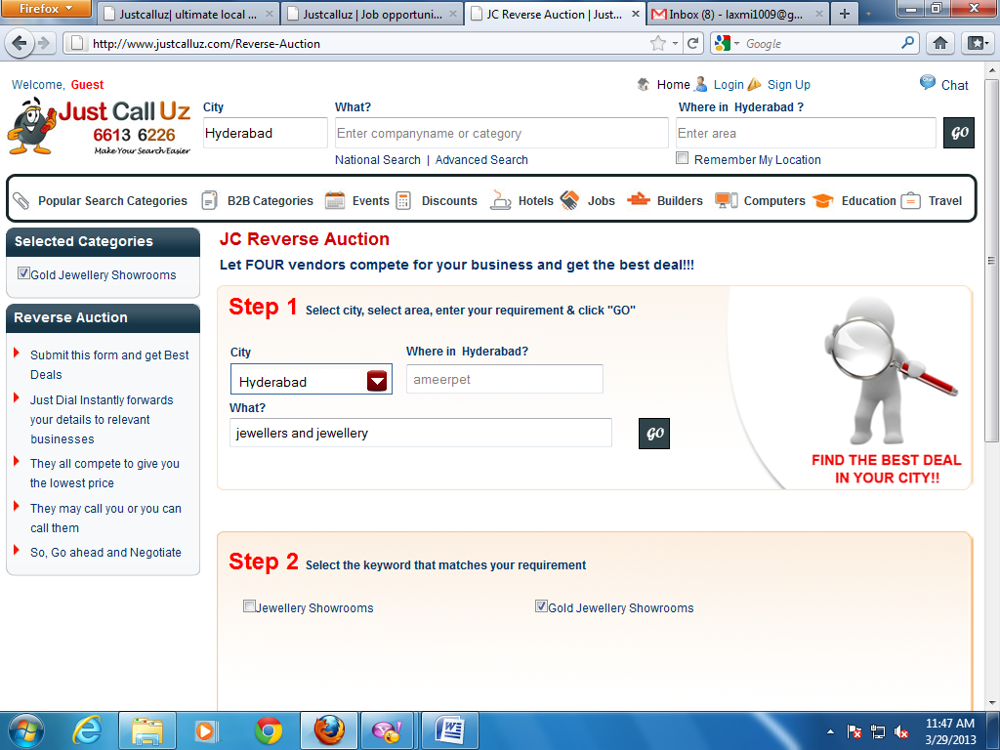 Firefox
Justcalluz| ultimate local ...
Justcalluz | Job opportuni...
JC Reverse Auction | Just...
Inbox (8) - laxmi1009@g...
http://www.justcalluz.com/Reverse-Auction
Google
Welcome, Guest
Home Login Sign Up Chat
Just Call Uz
6613 6226
Make Your Search Easier
City What? Where in Hyderabad ?
Hyderabad Enter companyname or category Enter area GO
National Search | Advanced Search Remember My Location
Popular Search Categories B2B Categories Events Discounts Hotels Jobs Builders Computers Education Travel
Selected Categories
Gold Jewellery Showrooms
Reverse Auction
Submit this form and get Best
Deals
Just Dial Instantly forwards
your details to relevant
businesses
They all compete to give you
the lowest price
They may call you or you can
call them
So, Go ahead and Negotiate
JC Reverse Auction
Let FOUR vendors compete for your business and get the best deal!!!
Step 1 Select city, select area, enter your requirement & click "GO"
City Where in Hyderabad?
Hyderabad ameerpet
What?
jewellers and jewellery GO
FIND THE BEST DEAL
IN YOUR CITY!!
Step 2 Select the keyword that matches your requirement
Jewellery Showrooms Gold Jewellery Showrooms
11:47 AM
3/29/2013